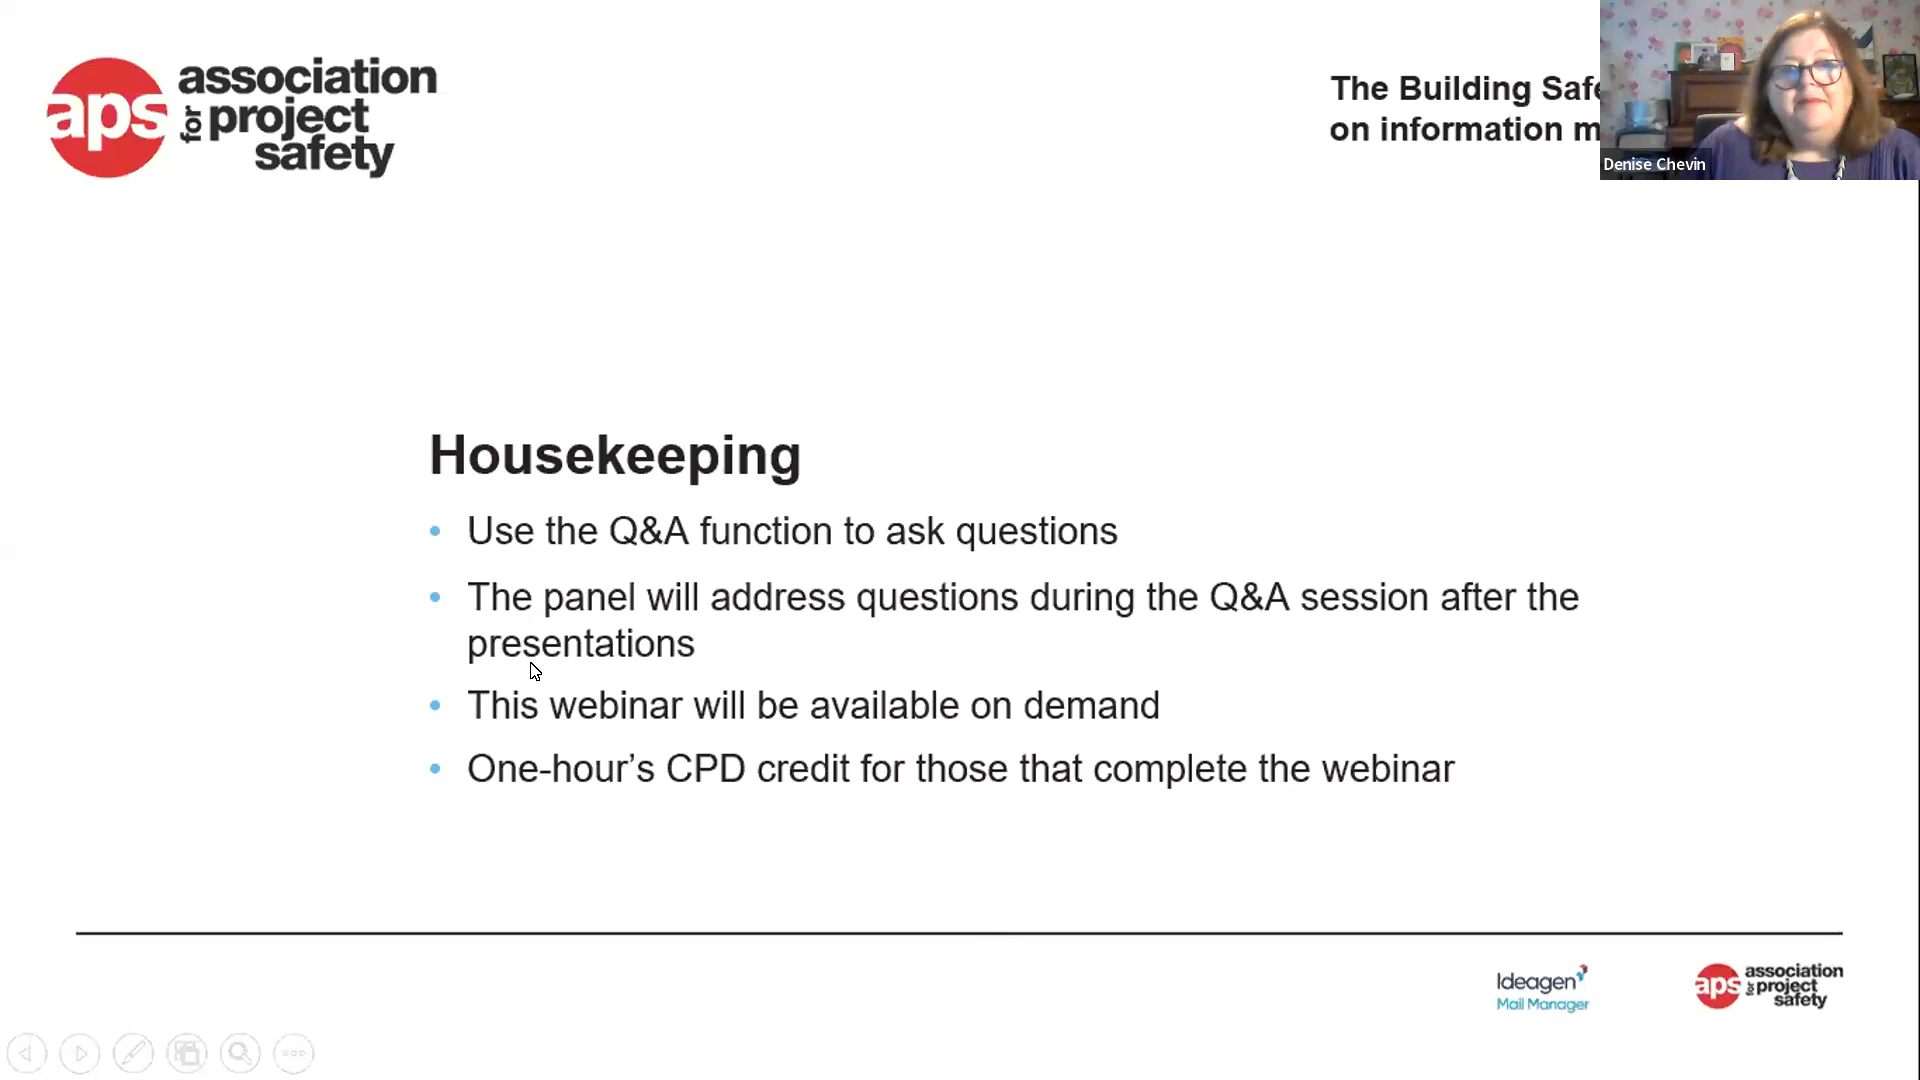 aps association
for project
safety
The Building Safe
on information m
Denise Chevin
Housekeeping
• Use the Q&A function to ask questions
• The panel will address questions during the Q&A session after the
presentations
• This webinar will be available on demand
• One-hour’s CPD credit for those that complete the webinar
Ideagen
Mail Manager
aps association
for project
safety